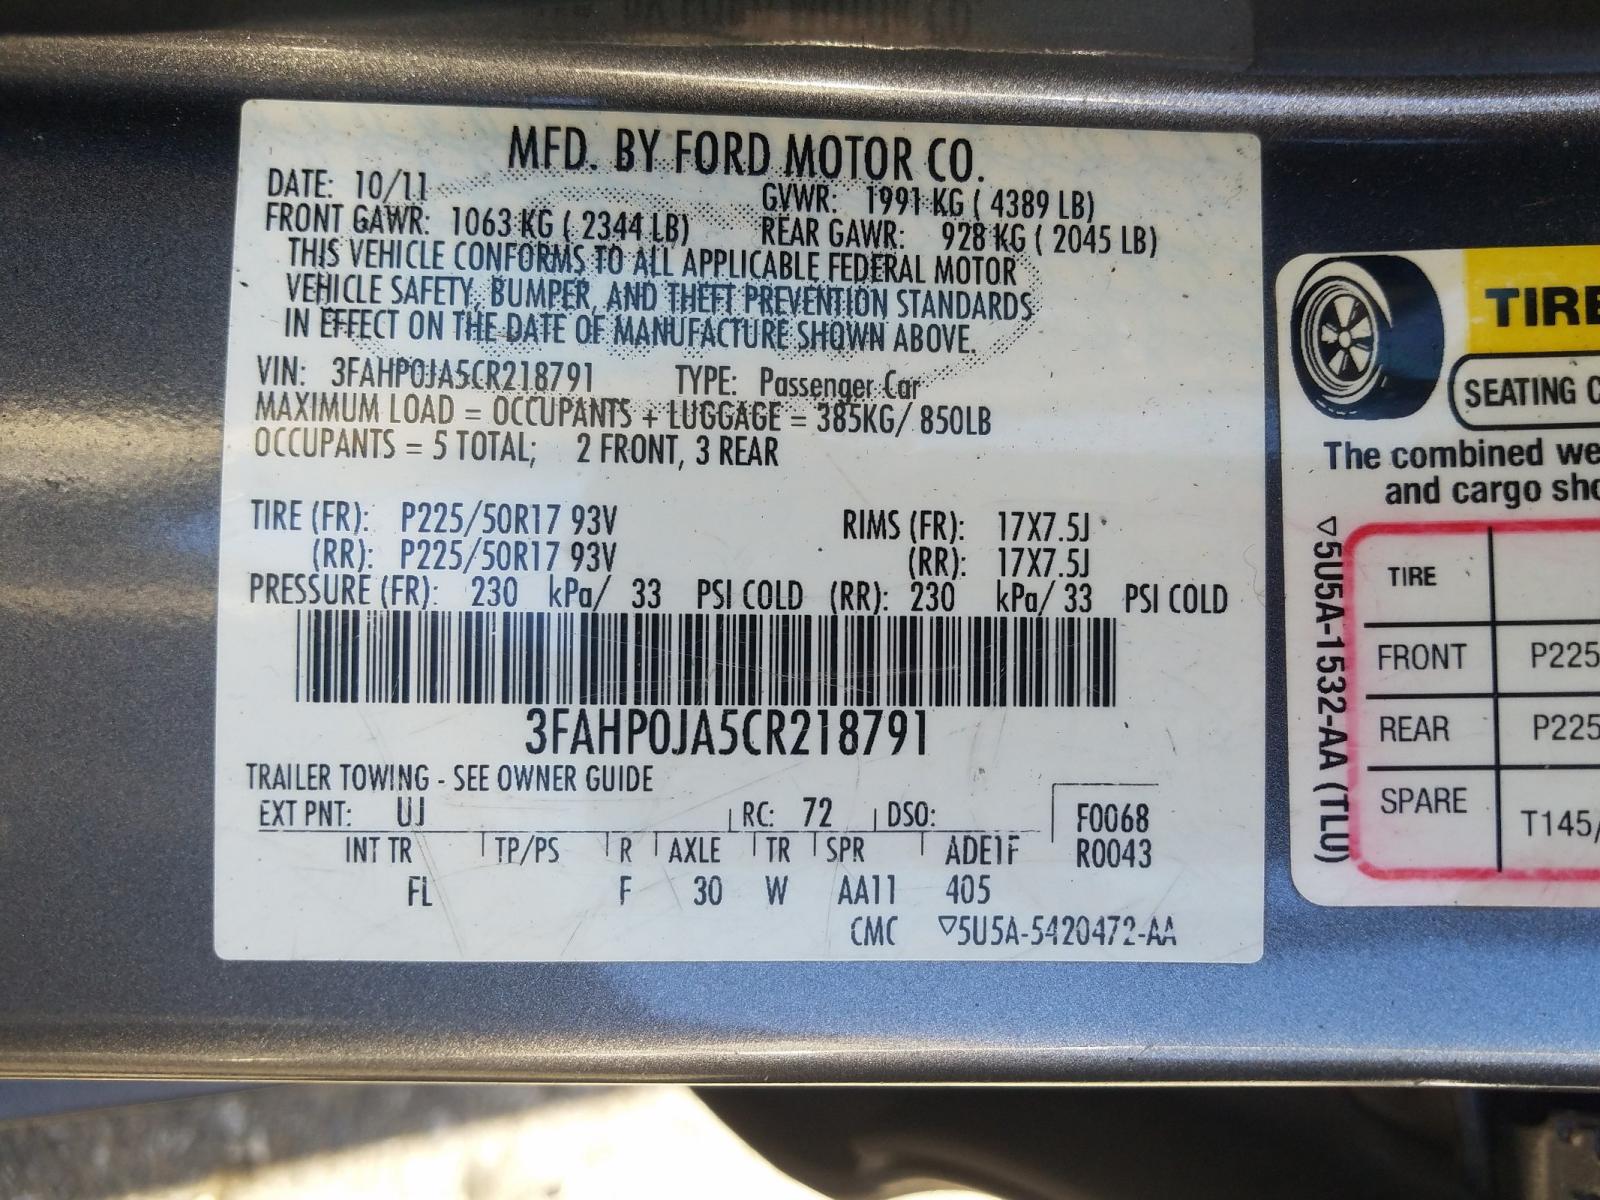 MFD. BY FORD MOTOR CO.
DATE: 10/11
GVWR: 1991 KG ( 4389 LB)
FRONT GAWR: 1063 KG ( 2344 LB)
REAR GAWR: 928 KG ( 2045 LB)
THIS VEHICLE CONFORMS TO ALL APPLICABLE FEDERAL MOTOR
VEHICLE SAFETY, BUMPER, AND THEFT PREVENTION STANDARDS
IN EFFECT ON THE DATE OF MANUFACTURE SHOWN ABOVE.
VIN: 3FAHP0JA5CR218791 TYPE: Passenger Car
MAXIMUM LOAD = OCCUPANTS + LUGGAGE = 385KG/ 850LB
OCCUPANTS = 5 TOTAL; 2 FRONT, 3 REAR
TIRE (FR): P225/50R17 93V RIMS (FR): 17X7.5J
(RR): P225/50R17 93V (RR): 17X7.5J
PRESSURE (FR): 230 kPa/ 33 PSI COLD (RR): 230 kPa/ 33 PSI COLD
3FAHP0JA5CR218791
TRAILER TOWING - SEE OWNER GUIDE
EXT PNT: UJ RC: 72 DSO: F0068
INT TR TP/PS R AXLE TR SPR ADE1F R0043
FL F 30 W AA11 405
CMC ▽5U5A-5420472-AA
TIRE
SEATING C
The combined we
and cargo sho
▽5U5A-1532-AA (TLU)
TIRE
FRONT P225
REAR P225
SPARE T145/